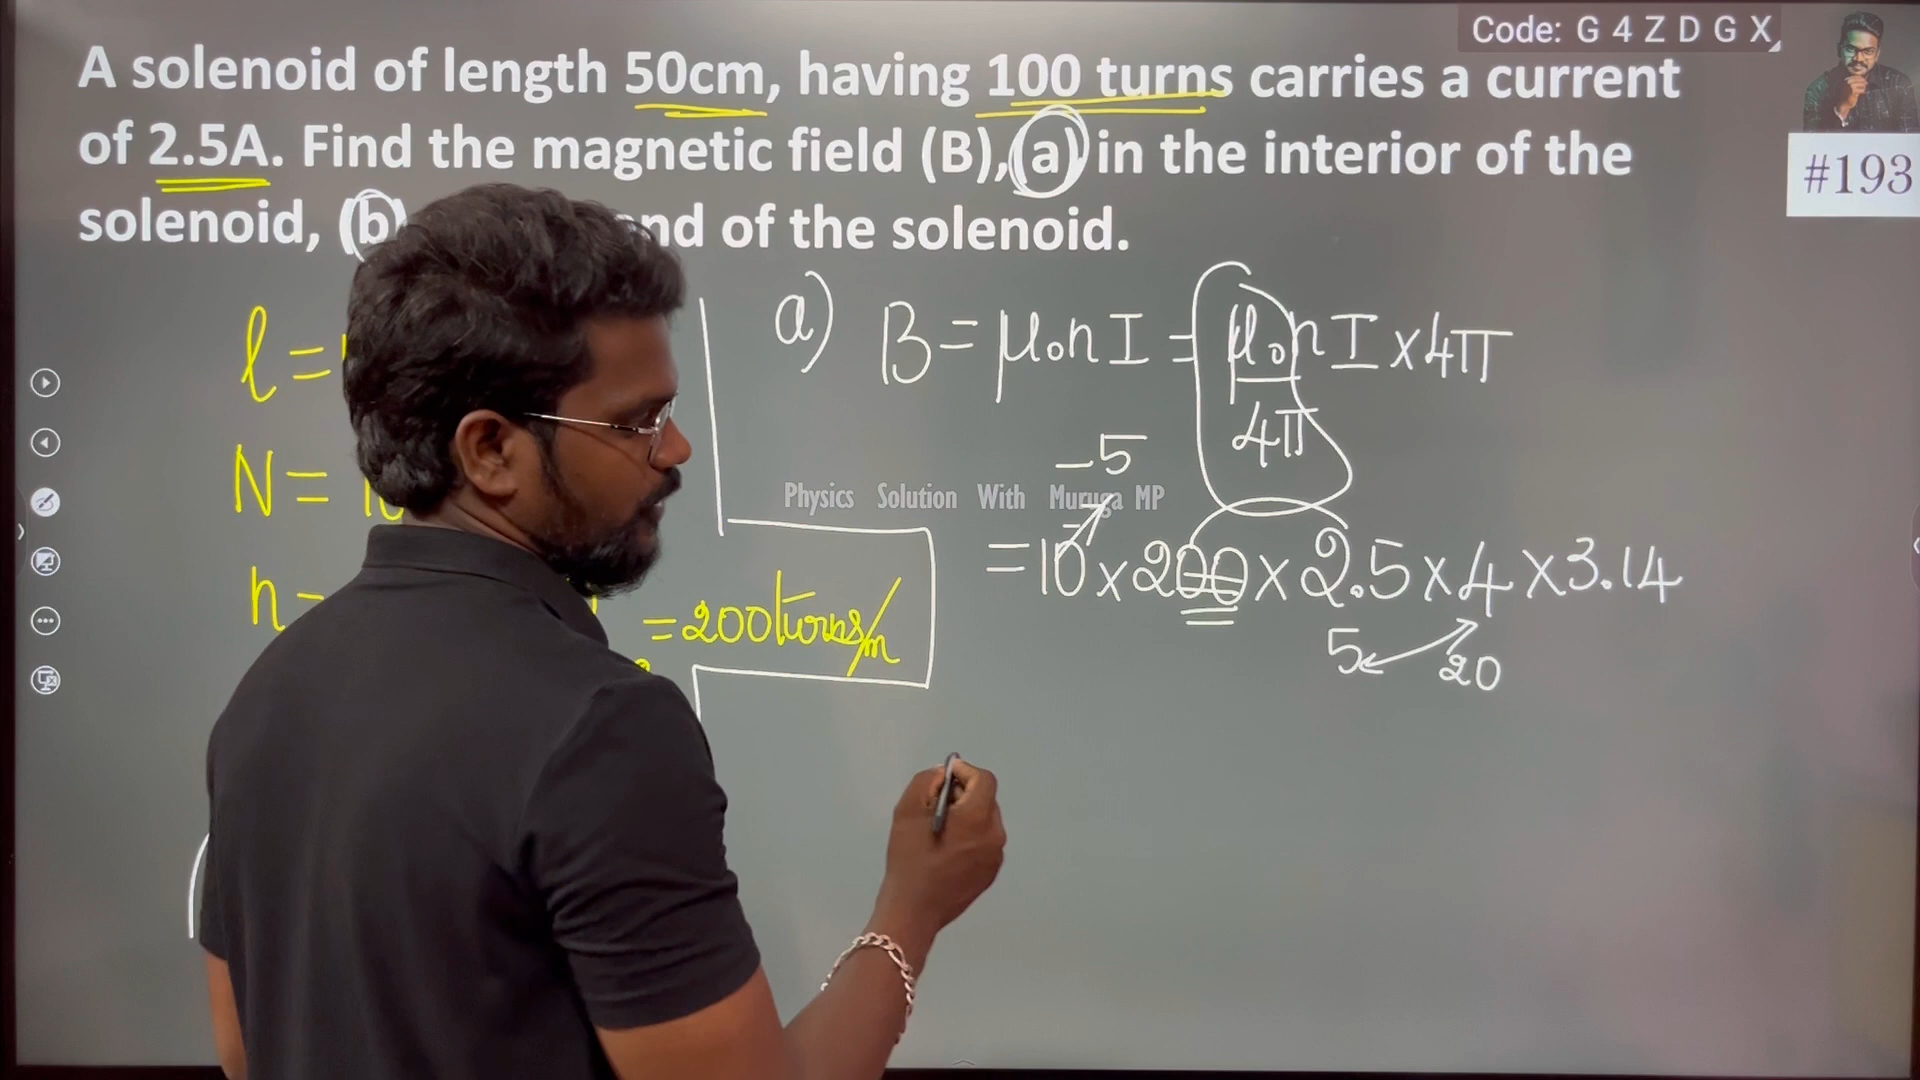 Code: G 4 Z D G X
A solenoid of length 50cm, having 100 turns carries a current
of 2.5A. Find the magnetic field (B), (a) in the interior of the
solenoid, (b) nd of the solenoid.
#193
l =
N = 10
n =
= 200 turns/m
a) B = μ₀nI = μ₀nI × 4π
4π
-5
Physics Solution With Muruga MP
= 10⁻⁷ × 200 × 2.5 × 4 × 3.14
5 20